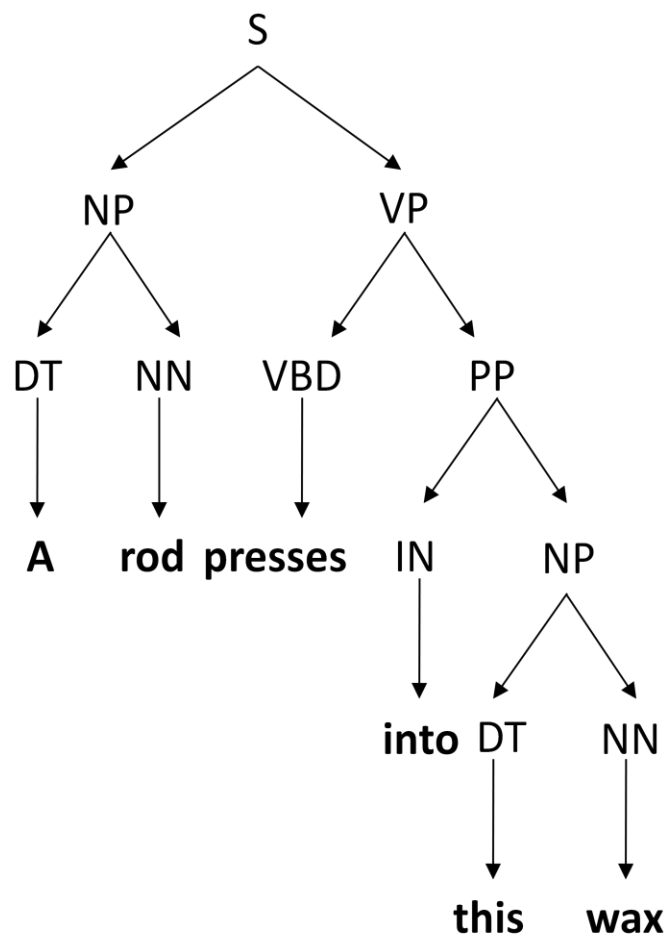 S
NP VP
DT NN VBD PP
A rod presses IN NP
into DT NN
this wax